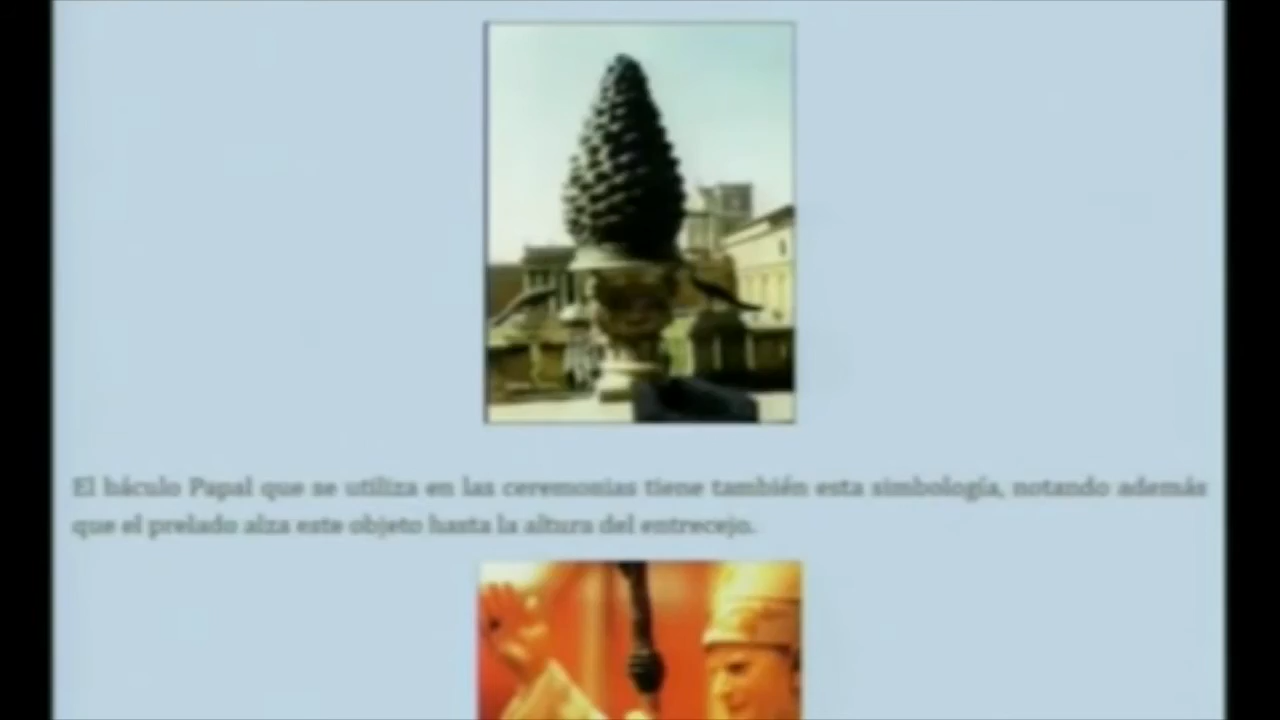 El báculo Papal que se utiliza en las ceremonias tiene también esta simbología, notando además
que el prelado alza este objeto hasta la altura del entrecejo.